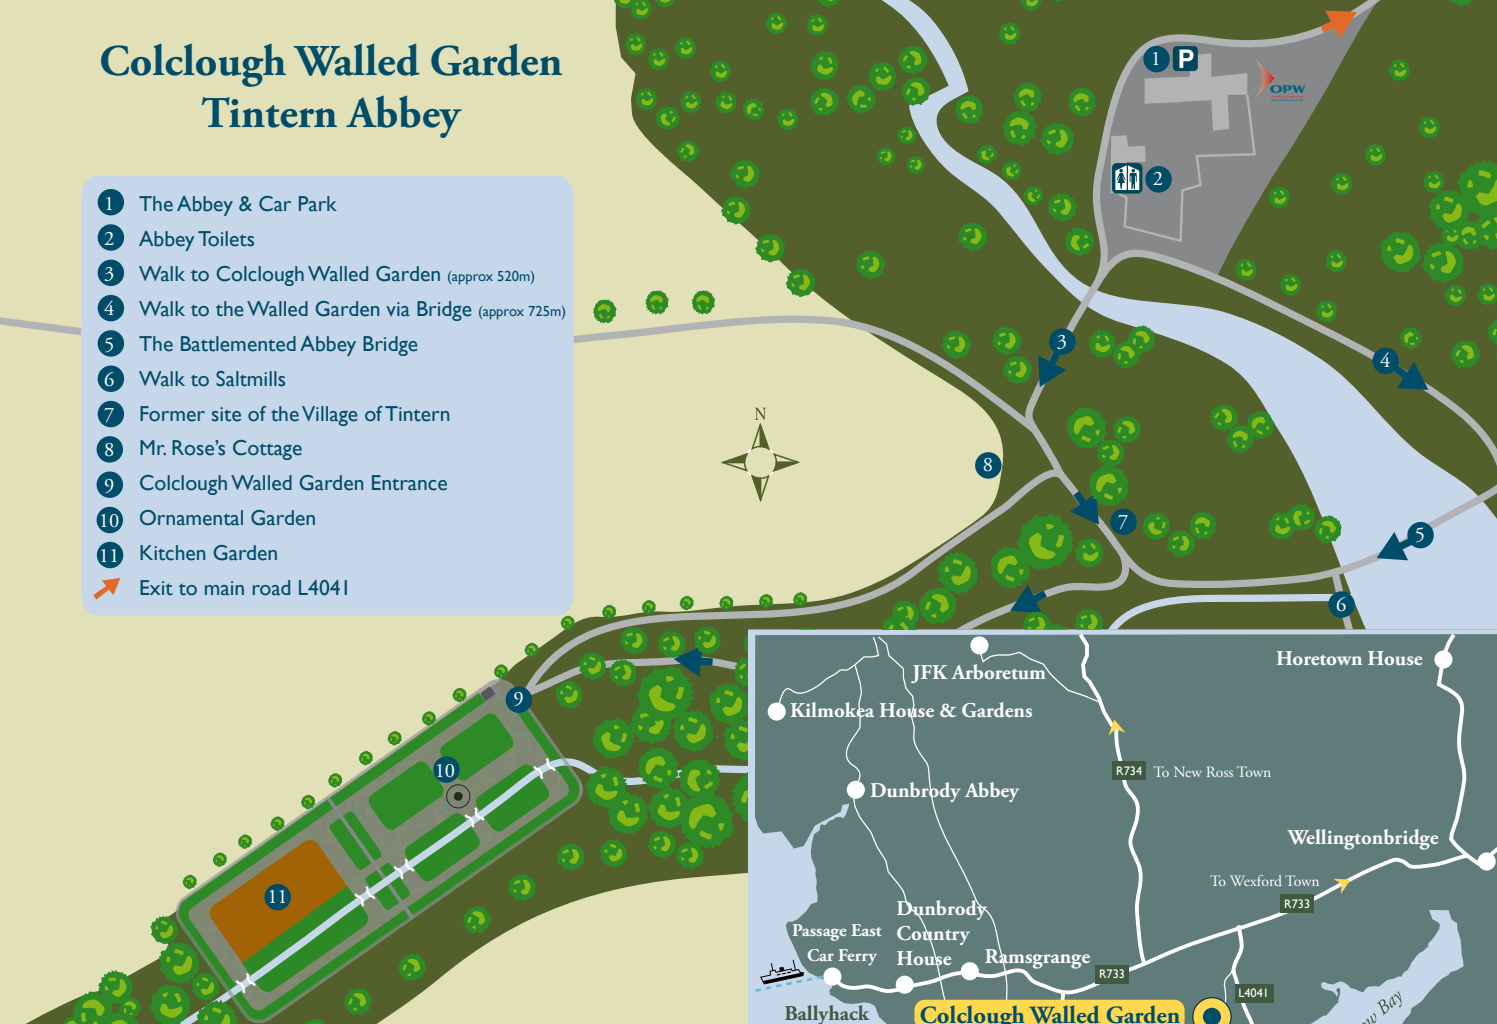 Colclough Walled Garden
Tintern Abbey
1 The Abbey & Car Park
2 Abbey Toilets
3 Walk to Colclough Walled Garden (approx 520m)
4 Walk to the Walled Garden via Bridge (approx 725m)
5 The Battlemented Abbey Bridge
6 Walk to Saltmills
7 Former site of the Village of Tintern
8 Mr. Rose's Cottage
9 Colclough Walled Garden Entrance
10 Ornamental Garden
11 Kitchen Garden
Exit to main road L4041
1 P
OPW
2
3
4
N
8
7
5
6
9
10
11
JFK Arboretum
Horetown House
Kilmokea House & Gardens
R734 To New Ross Town
Dunbrody Abbey
Wellingtonbridge
To Wexford Town
R733
Dunbrody
Country
House
Passage East
Car Ferry
Ramsgrange
R733
L4041
Ballyhack
Colclough Walled Garden
Bay